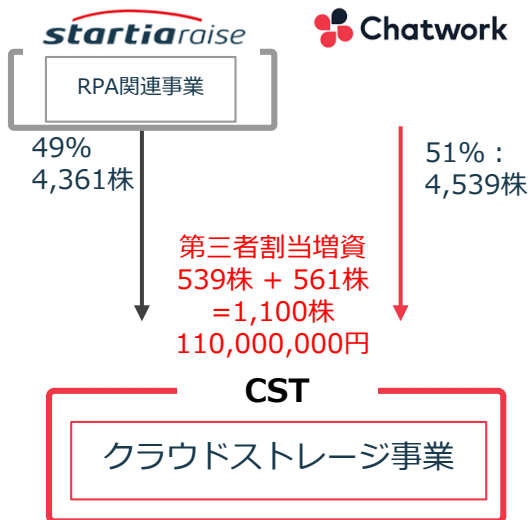 startiaraise
Chatwork
RPA関連事業
49%
4,361株
51%：
4,539株
第三者割当増資
539株 + 561株
=1,100株
110,000,000円
CST
クラウドストレージ事業